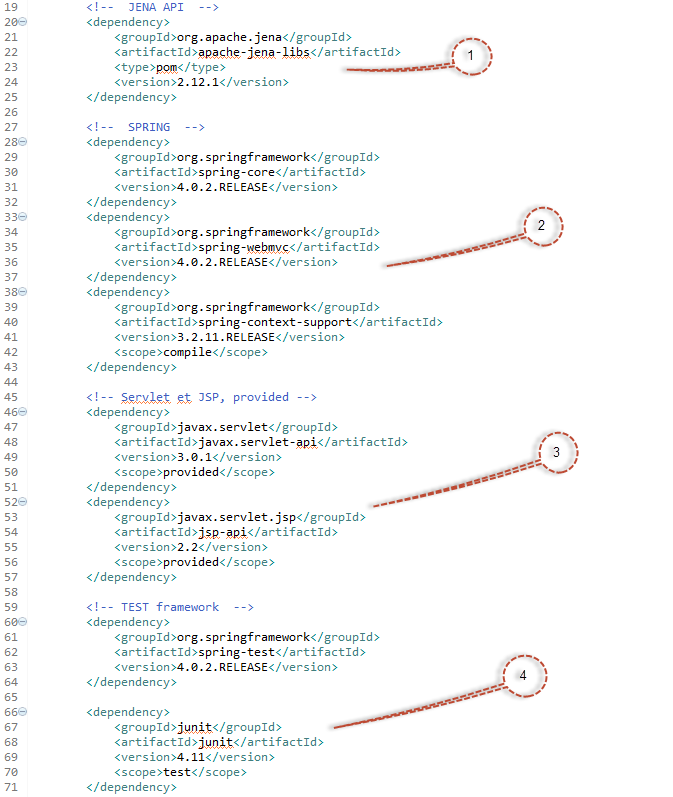 19 <!--  JENA API  -->
20 <dependency>
21 <groupId>org.apache.jena</groupId>
22 <artifactId>apache-jena-libs</artifactId>
23 <type>pom</type>
1
24 <version>2.12.1</version>
25 </dependency>
26
27 <!--  SPRING  -->
28 <dependency>
29 <groupId>org.springframework</groupId>
30 <artifactId>spring-core</artifactId>
31 <version>4.0.2.RELEASE</version>
32 </dependency>
33 <dependency>
2
34 <groupId>org.springframework</groupId>
35 <artifactId>spring-webmvc</artifactId>
36 <version>4.0.2.RELEASE</version>
37 </dependency>
38 <dependency>
39 <groupId>org.springframework</groupId>
40 <artifactId>spring-context-support</artifactId>
41 <version>3.2.11.RELEASE</version>
42 <scope>compile</scope>
43 </dependency>
44
45 <!-- Servlet et JSP, provided -->
46 <dependency>
47 <groupId>javax.servlet</groupId>
48 <artifactId>javax.servlet-api</artifactId>
3
49 <version>3.0.1</version>
50 <scope>provided</scope>
51 </dependency>
52 <dependency>
53 <groupId>javax.servlet.jsp</groupId>
54 <artifactId>jsp-api</artifactId>
55 <version>2.2</version>
56 <scope>provided</scope>
57 </dependency>
58
59 <!-- TEST framework  -->
60 <dependency>
61 <groupId>org.springframework</groupId>
62 <artifactId>spring-test</artifactId>
63 <version>4.0.2.RELEASE</version>
4
64 </dependency>
65
66 <dependency>
67 <groupId>junit</groupId>
68 <artifactId>junit</artifactId>
69 <version>4.11</version>
70 <scope>test</scope>
71 </dependency>